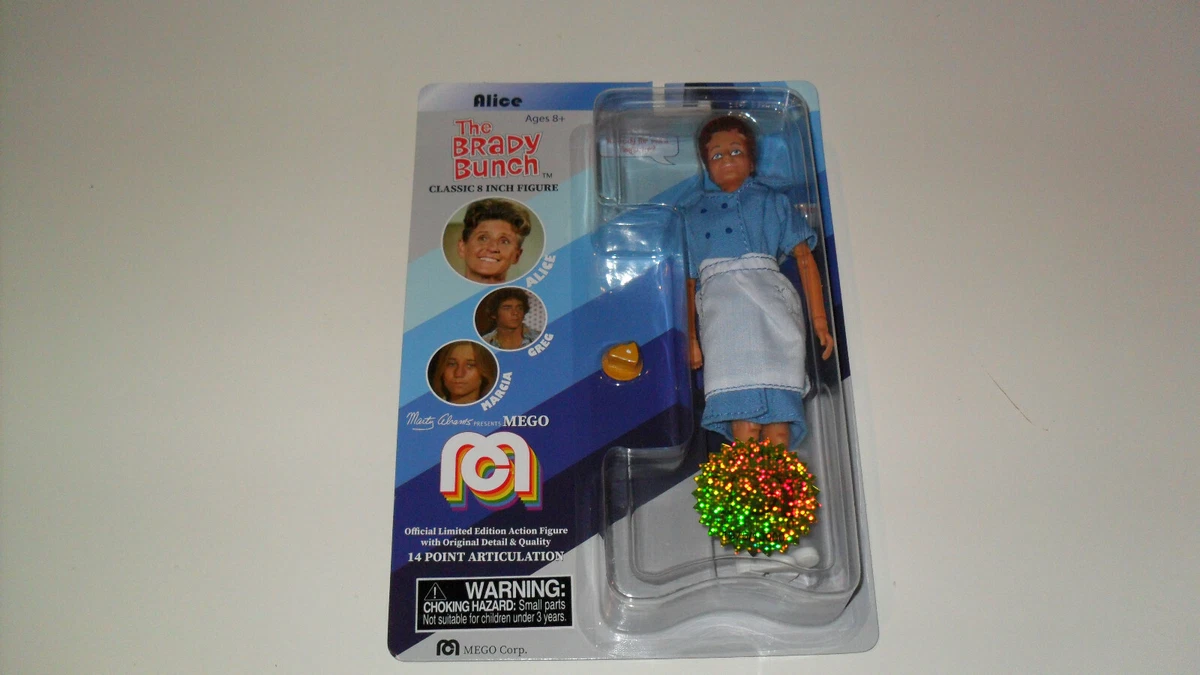 Alice
Ages 8+
The
BRADY
BUNCH
TM
CLASSIC 8 INCH FIGURE
ALICE
GREG
MARCIA
Marty Abrams PRESENTS MEGO
Official Limited Edition Action Figure
with Original Detail & Quality
14 POINT ARTICULATION
WARNING:
CHOKING HAZARD: Small parts
Not suitable for children under 3 years.
MEGO Corp.